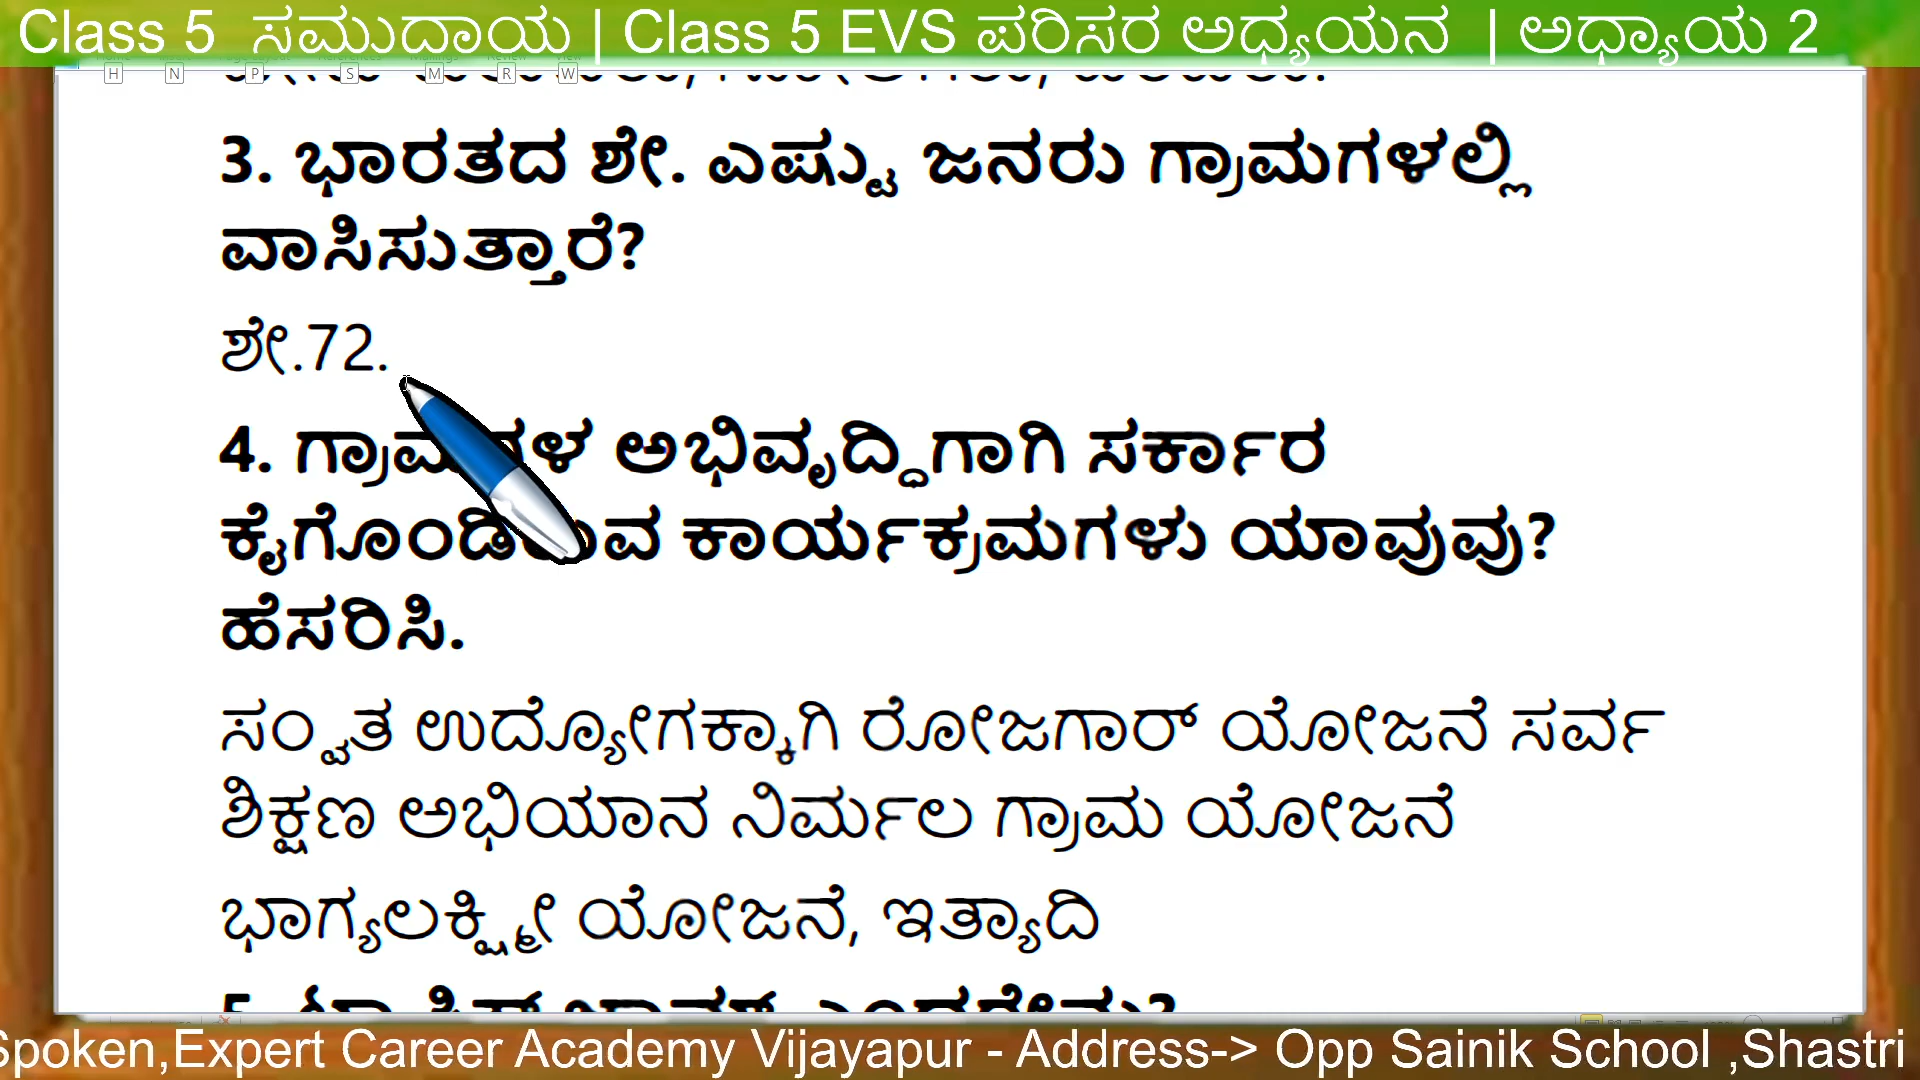 Class 5 ಸಮುದಾಯ | Class 5 EVS ಪರಿಸರ ಅಧ್ಯಯನ | ಅಧ್ಯಾಯ 2
H N P S M R W
3. ಭಾರತದ ಶೇ. ಎಷ್ಟು ಜನರು ಗ್ರಾಮಗಳಲ್ಲಿ
ವಾಸಿಸುತ್ತಾರೆ?
ಶೇ.72.
4. ಗ್ರಾಮಗಳ ಅಭಿವೃದ್ಧಿಗಾಗಿ ಸರ್ಕಾರ
ಕೈಗೊಂಡಿರುವ ಕಾರ್ಯಕ್ರಮಗಳು ಯಾವುವು?
ಹೆಸರಿಸಿ.
ಸಂ್ವತ ಉದ್ಯೋಗಕ್ಕಾಗಿ ರೋಜಗಾರ್ ಯೋಜನೆ ಸರ್ವ
ಶಿಕ್ಷಣ ಅಭಿಯಾನ ನಿರ್ಮಲ ಗ್ರಾಮ ಯೋಜನೆ
ಭಾಗ್ಯಲಕ್ಷ್ಮೀ ಯೋಜನೆ, ಇತ್ಯಾದಿ
Spoken,Expert Career Academy Vijayapur - Address-> Opp Sainik School ,Shastri